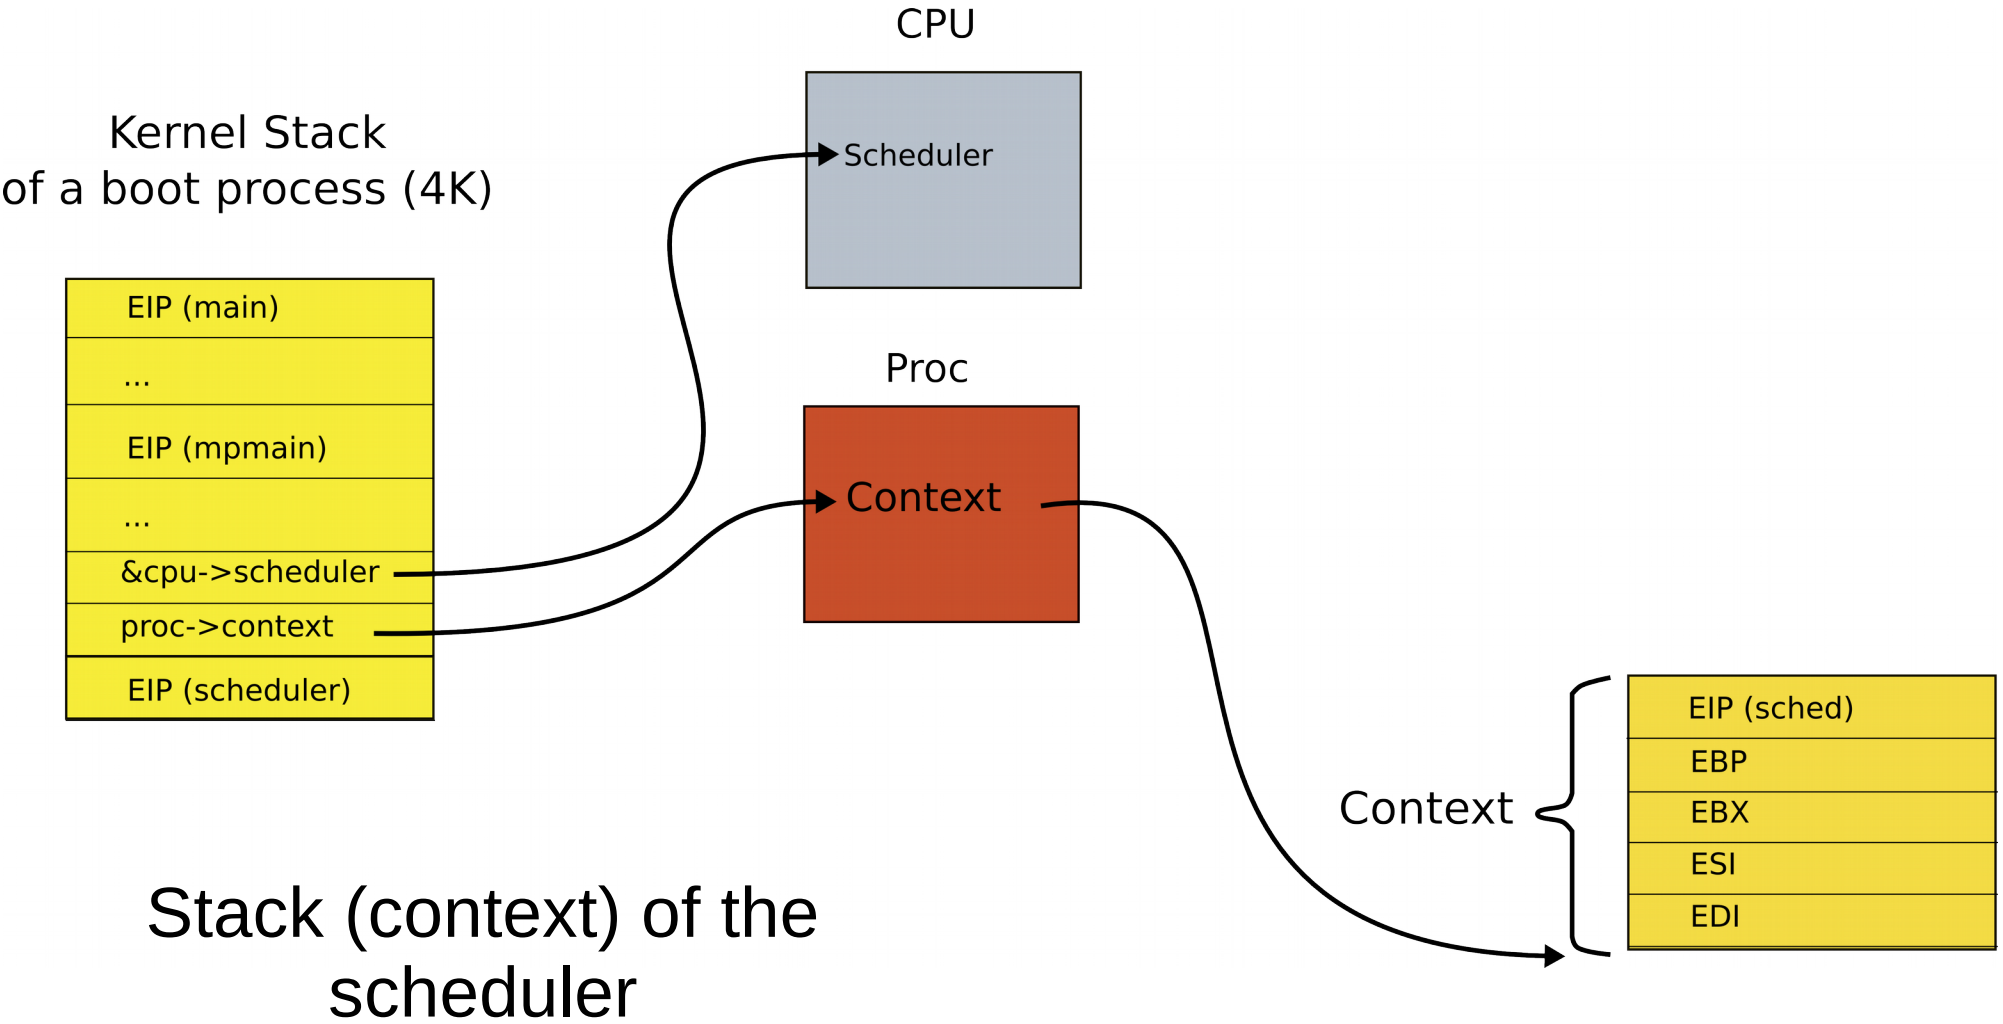 CPU
Scheduler
Kernel Stack
of a boot process (4K)
EIP (main)
...
EIP (mpmain)
...
&cpu->scheduler
proc->context
EIP (scheduler)
Proc
Context
Context
EIP (sched)
EBP
EBX
ESI
EDI
Stack (context) of the
scheduler